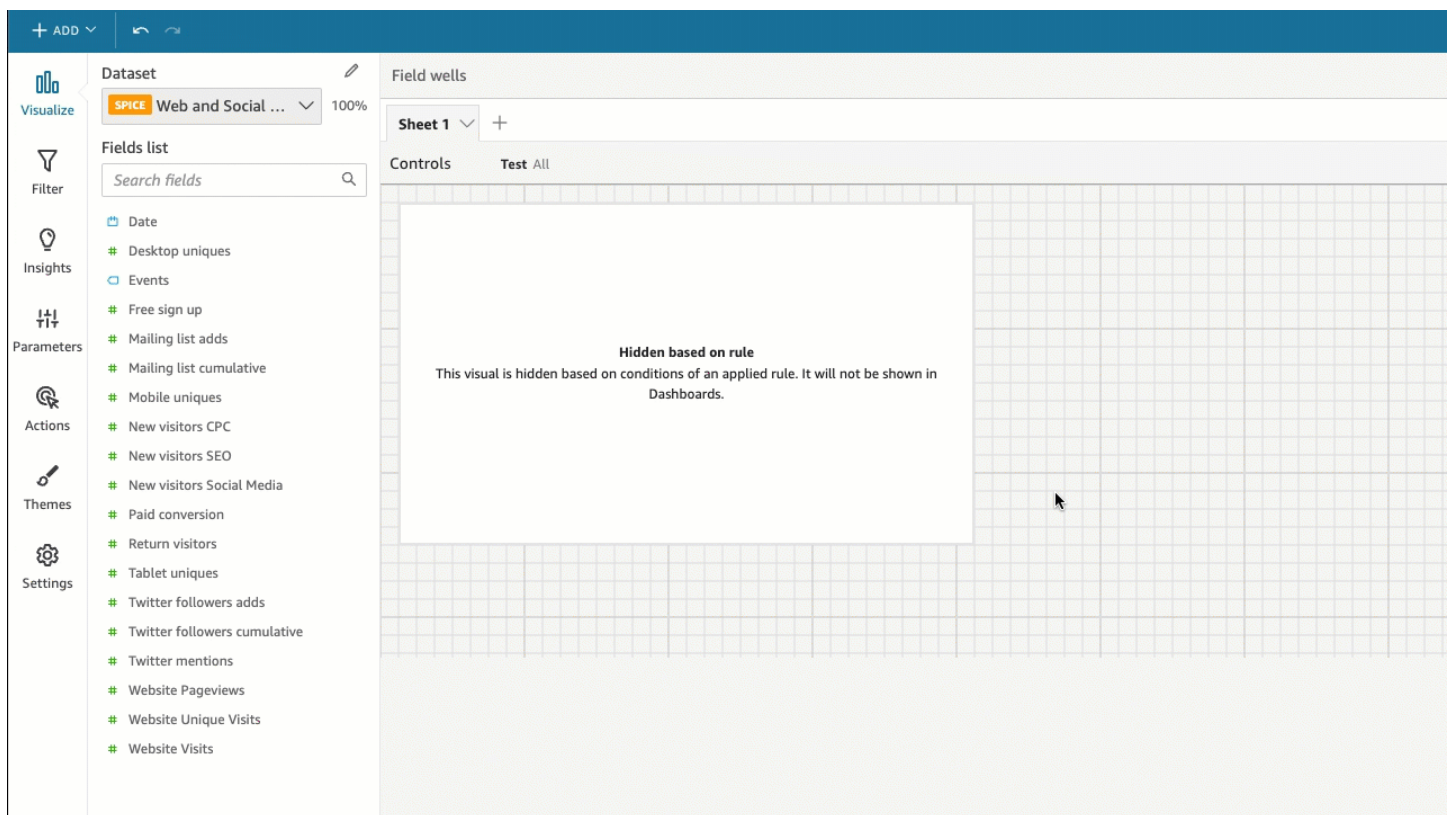 ADD
Visualize
Filter
Insights
Parameters
Actions
Themes
Settings
Dataset
SPICE Web and Social ... 100%
Fields list
Search fields
Date
# Desktop uniques
Events
# Free sign up
# Mailing list adds
# Mailing list cumulative
# Mobile uniques
# New visitors CPC
# New visitors SEO
# New visitors Social Media
# Paid conversion
# Return visitors
# Tablet uniques
# Twitter followers adds
# Twitter followers cumulative
# Twitter mentions
# Website Pageviews
# Website Unique Visits
# Website Visits
Field wells
Sheet 1
Controls Test All
Hidden based on rule
This visual is hidden based on conditions of an applied rule. It will not be shown in
Dashboards.